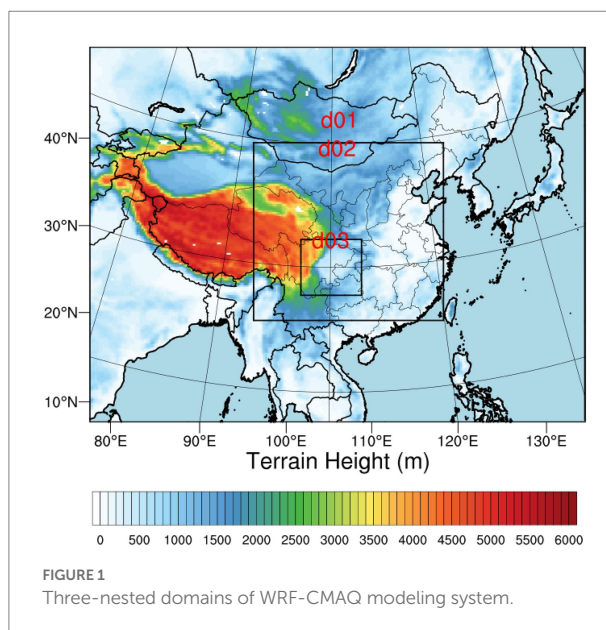 d01
d02
40°N
30°N
d03
20°N
10°N
80°E 90°E 100°E 110°E 120°E 130°E
Terrain Height (m)
0 500 1000 1500 2000 2500 3000 3500 4000 4500 5000 5500 6000
FIGURE 1
Three-nested domains of WRF-CMAQ modeling system.